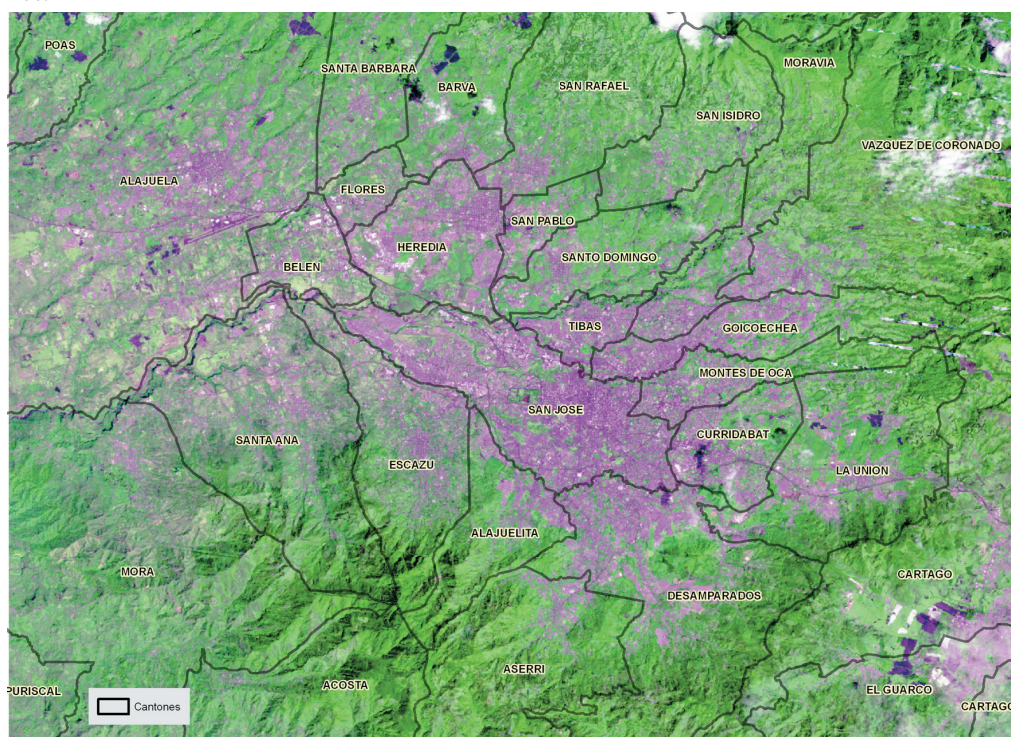 POAS
SANTA BARBARA
MORAVIA
BARVA
SAN RAFAEL
SAN ISIDRO
VAZQUEZ DE CORONADO
ALAJUELA
FLORES
SAN PABLO
HEREDIA
SANTO DOMINGO
BELEN
TIBAS
GOICOECHEA
MONTES DE OCA
SAN JOSE
CURRIDABAT
SANTA ANA
ESCAZU
LA UNION
ALAJUELITA
MORA
CARTAGO
DESAMPARADOS
ASERRI
ACOSTA
PURISCAL
EL GUARCO
CARTAGO
Cantones